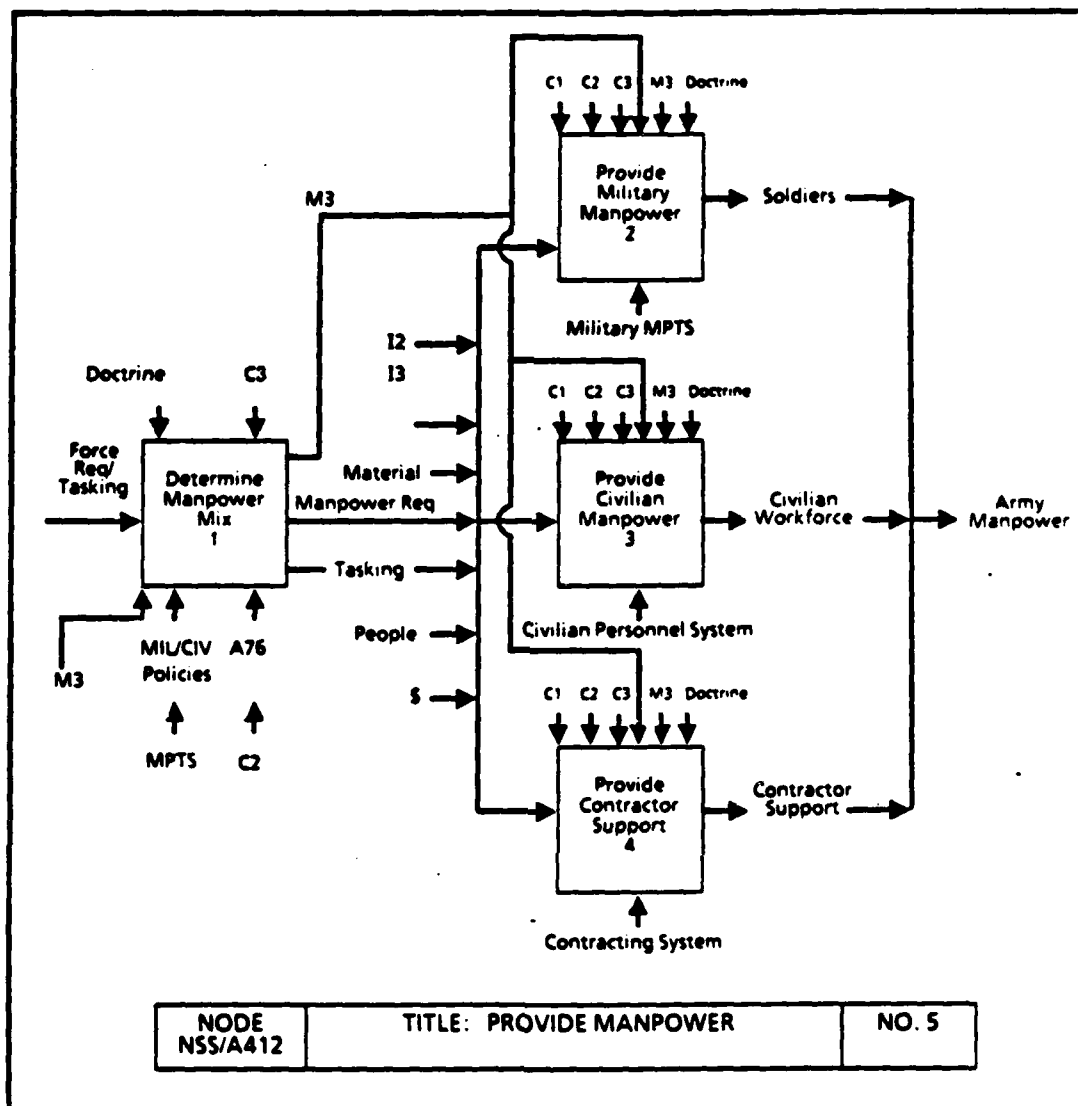 C1 C2 C3 M3 Doctrine
Provide
Military
Manpower
2
Soldiers
Military MPTS
M3
I2
I3
Doctrine
C3
Force
Req/
Tasking
Determine
Manpower
Mix
1
Manpower Req
Tasking
Material
People
$
M3
MIL/CIV
Policies
A76
MPTS
C2
C1 C2 C3 M3 Doctrine
Provide
Civilian
Manpower
3
Civilian
Workforce
Army
Manpower
Civilian Personnel System
C1 C2 C3 M3 Doctrine
Provide
Contractor
Support
4
Contractor
Support
Contracting System
NODE
NSS/A412
TITLE: PROVIDE MANPOWER
NO. 5